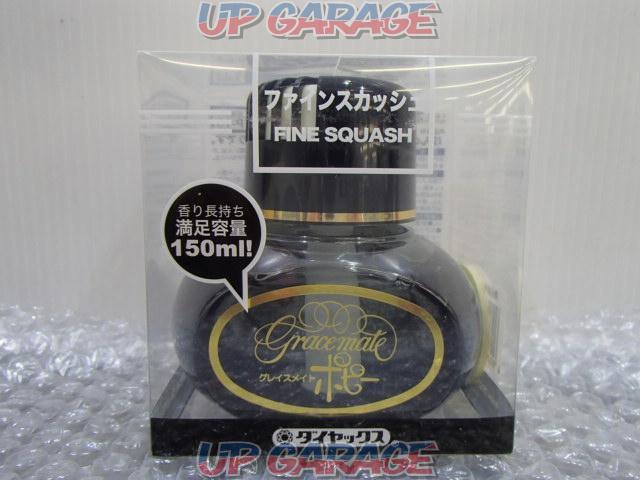 UP GARAGE
ファインスカッシュ
FINE SQUASH
香り長持ち
満足容量
150ml!
Gracemate
グレイスメイト
ポピー
ダイヤックス
UP GARAGE